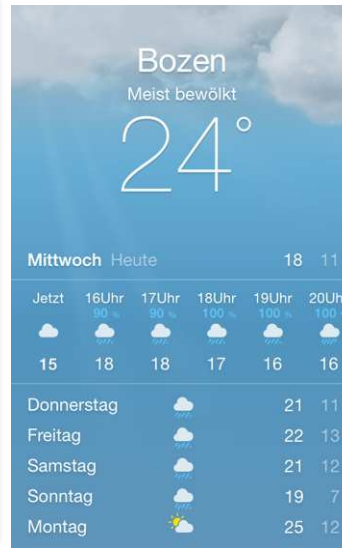 Bozen
Meist bewölkt
24°
Mittwoch Heute 18 11
Jetzt 16Uhr 17Uhr 18Uhr 19Uhr 20Uh
90 % 90 % 100 % 100 % 100
15 18 18 17 16 16
Donnerstag 21 11
Freitag 22 13
Samstag 21 12
Sonntag 19 7
Montag 25 12